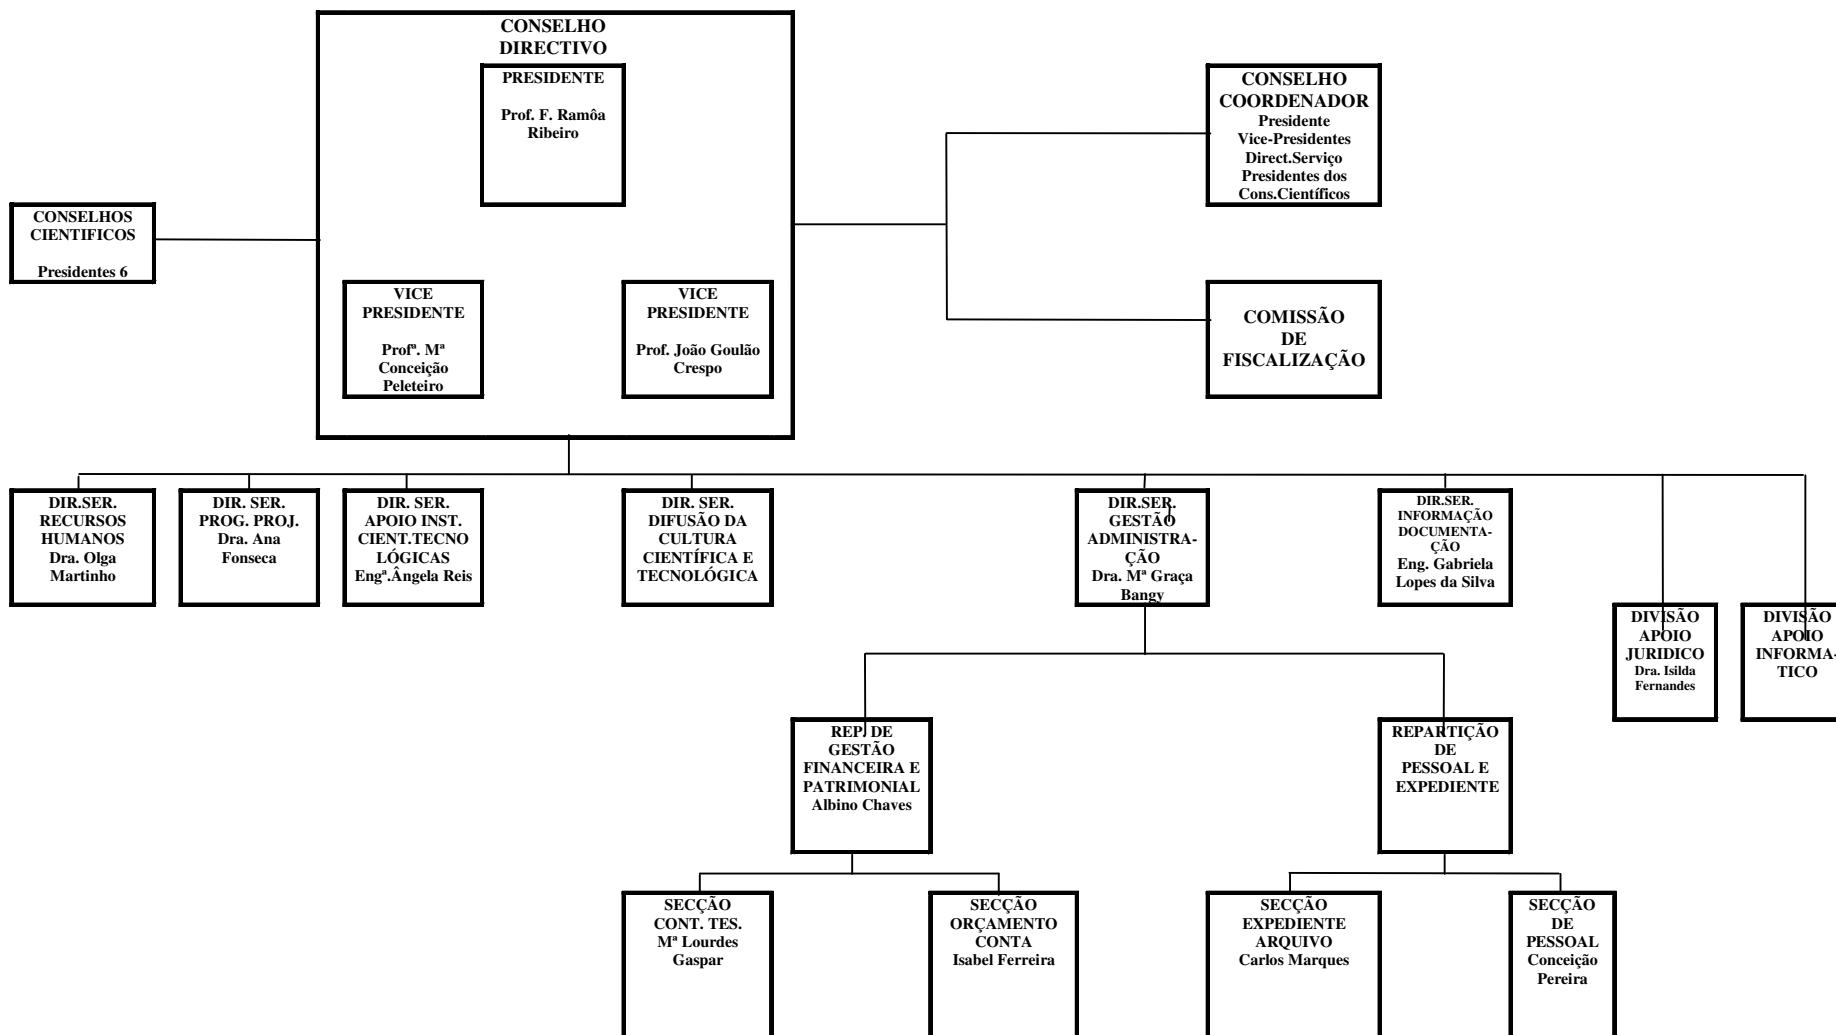 CONSELHO
DIRECTIVO
PRESIDENTE
Prof. F. Ramôa
Ribeiro
VICE
PRESIDENTE
Profª. Mª
Conceição
Peleteiro
VICE
PRESIDENTE
Prof. João Goulão
Crespo
CONSELHO
COORDENADOR
Presidente
Vice-Presidentes
Direct.Serviço
Presidentes dos
Cons.Científicos
CONSELHOS
CIENTIFICOS
Presidentes 6
COMISSÃO
DE
FISCALIZAÇÃO
DIR.SER.
RECURSOS
HUMANOS
Dra. Olga
Martinho
DIR. SER.
PROG. PROJ.
Dra. Ana
Fonseca
DIR. SER.
APOIO INST.
CIENT.TECNO
LÓGICAS
Engª.Ângela Reis
DIR. SER.
DIFUSÃO DA
CULTURA
CIENTÍFICA E
TECNOLÓGICA
DIR.SER.
GESTÃO
ADMINISTRA-
ÇÃO
Dra. Mª Graça
Bangy
DIR.SER.
INFORMAÇÃO
DOCUMENTA-
ÇÃO
Eng. Gabriela
Lopes da Silva
DIVISÃO
APOIO
JURIDICO
Dra. Isilda
Fernandes
DIVISÃO
APOIO
INFORMA-
TICO
REP. DE
GESTÃO
FINANCEIRA E
PATRIMONIAL
Albino Chaves
REPARTIÇÃO
DE
PESSOAL E
EXPEDIENTE
SECÇÃO
CONT. TES.
Mª Lourdes
Gaspar
SECÇÃO
ORÇAMENTO
CONTA
Isabel Ferreira
SECÇÃO
EXPEDIENTE
ARQUIVO
Carlos Marques
SECÇÃO
DE
PESSOAL
Conceição
Pereira